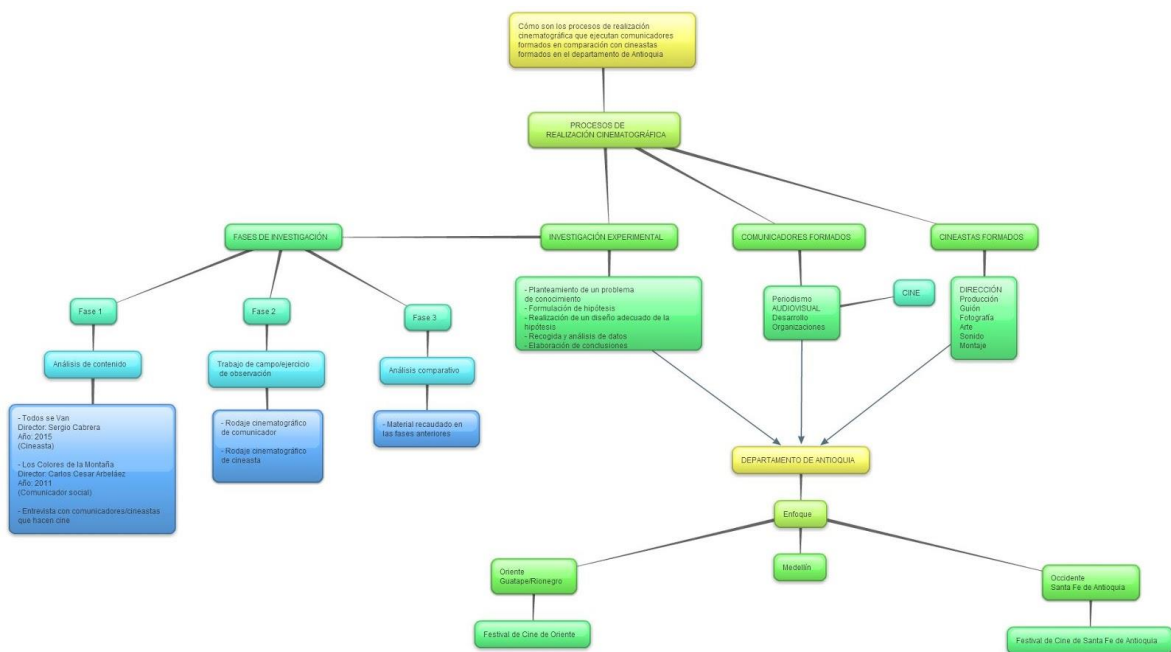 Cómo son los procesos de realización
cinematográfica que ejecutan comunicadores
formados en comparación con cineastas
formados en el departamento de Antioquia
PROCESOS DE
REALIZACIÓN CINEMATOGRÁFICA
FASES DE INVESTIGACIÓN
INVESTIGACIÓN EXPERIMENTAL
COMUNICADORES FORMADOS
CINEASTAS FORMADOS
Fase 1
Fase 2
Fase 3
- Planteamiento de un problema
de conocimiento
- Formulación de hipótesis
- Realización de un diseño adecuado de la
hipótesis
- Recogida y análisis de datos
- Elaboración de conclusiones
Periodismo
AUDIOVISUAL
Desarrollo
Organizaciones
CINE
DIRECCIÓN
Producción
Guión
Fotografía
Arte
Sonido
Montaje
Análisis de contenido
Trabajo de campo/ejercicio
de observación
Análisis comparativo
- Todos se Van
Director: Sergio Cabrera
Año: 2015
(Cineasta)
- Los Colores de la Montaña
Director: Carlos Cesar Arbeláez
Año: 2011
(Comunicador social)
- Entrevista con comunicadores/cineastas
que hacen cine
- Rodaje cinematográfico
de comunicador
- Rodaje cinematográfico
de cineasta
- Material recaudado en
las fases anteriores
DEPARTAMENTO DE ANTIOQUIA
Enfoque
Oriente
Guatape/Rionegro
Medellín
Occidente
Santa Fe de Antioquia
Festival de Cine de Oriente
Festival de Cine de Santa Fe de Antioquia